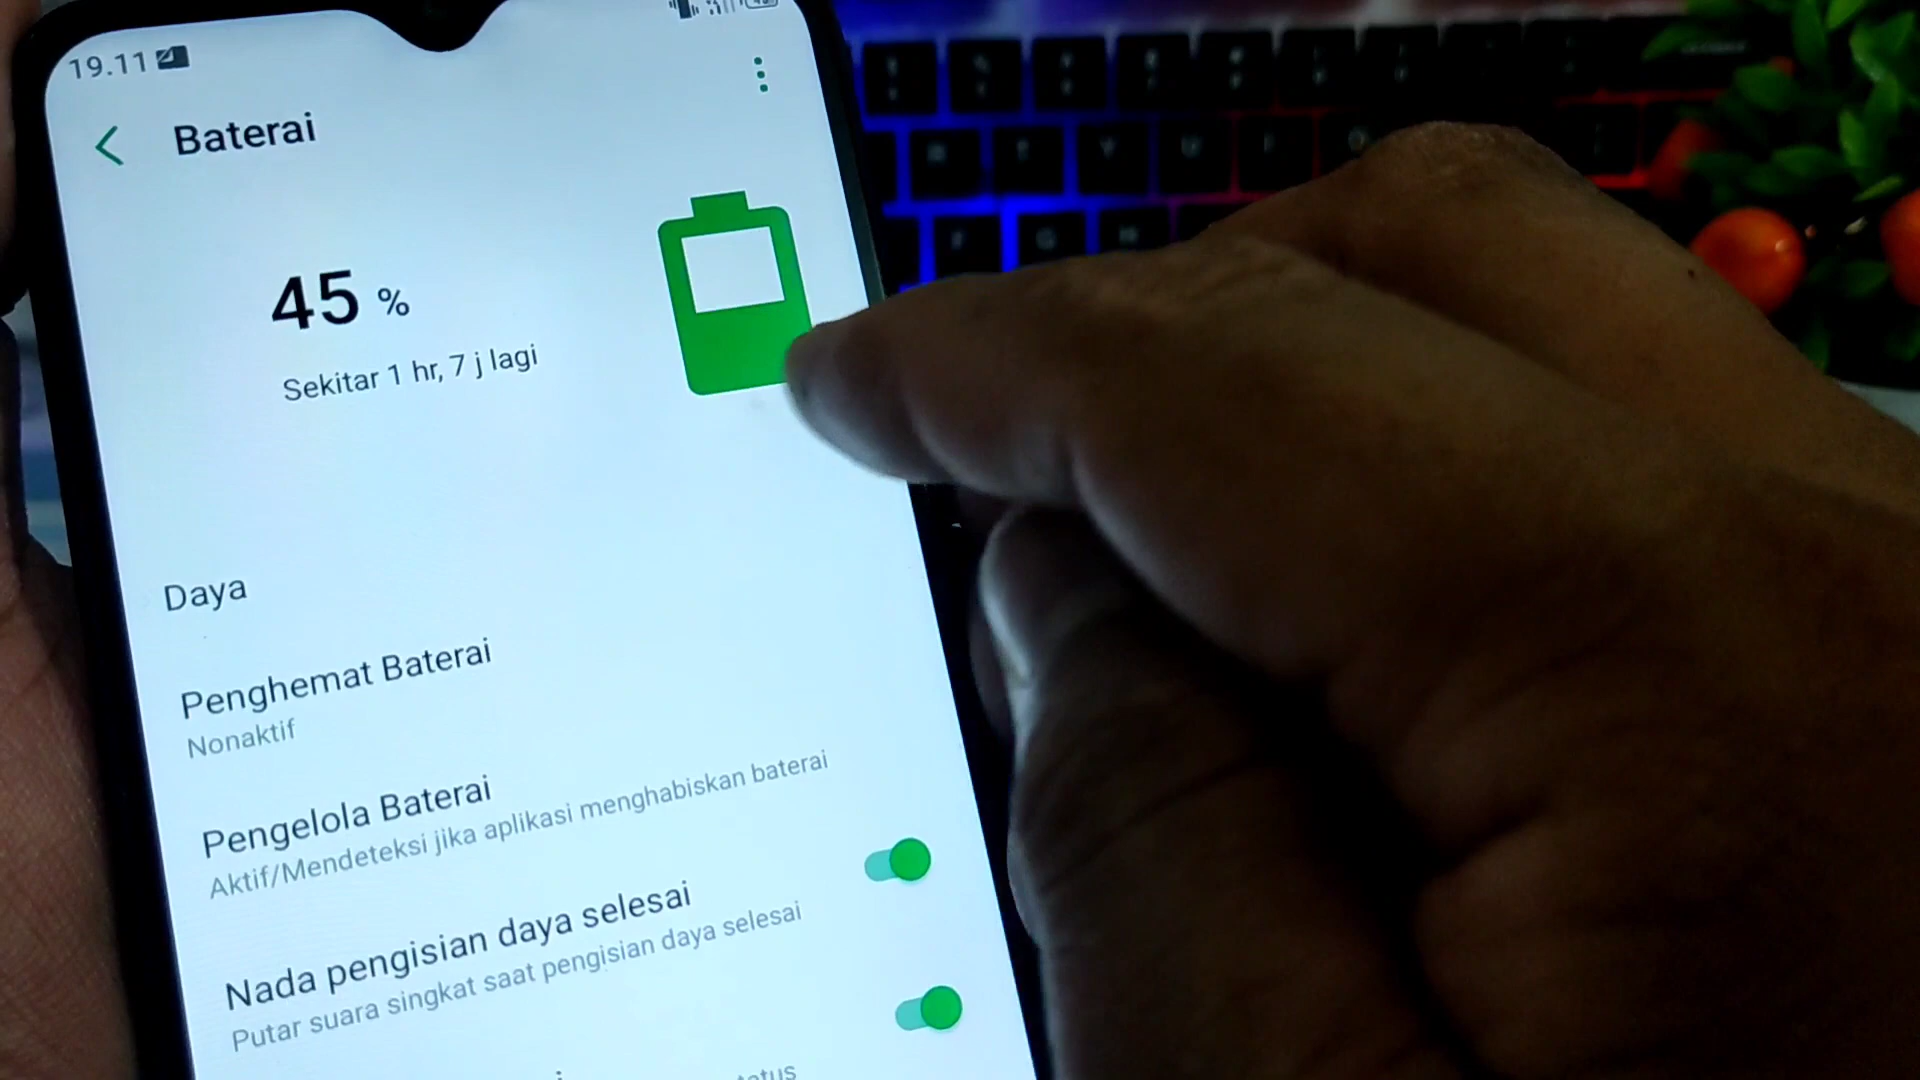 19.11
Baterai
45 %
Sekitar 1 hr, 7 j lagi
Daya
Penghemat Baterai
Nonaktif
Pengelola Baterai
Aktif/Mendeteksi jika aplikasi menghabiskan baterai
Nada pengisian daya selesai
Putar suara singkat saat pengisian daya selesai